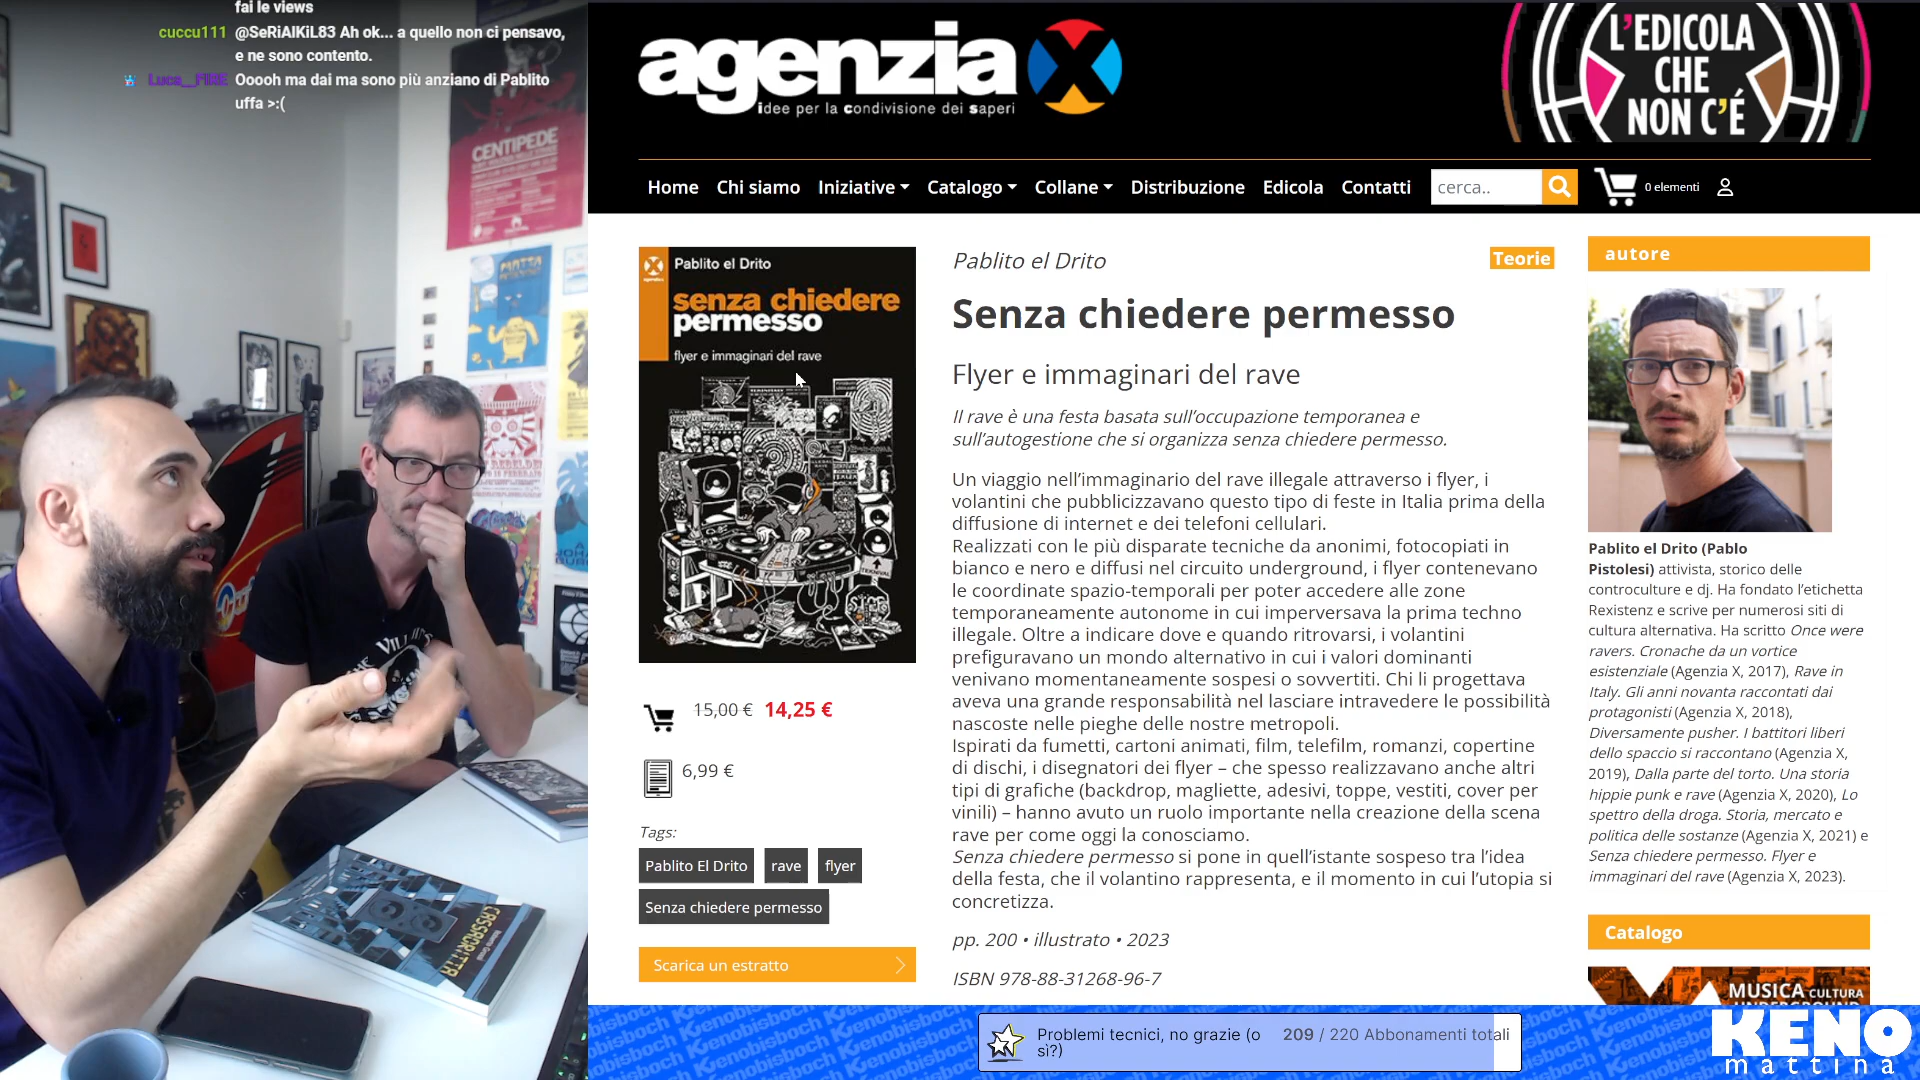 fai le views
cuccu111 @SeRiAlKiL83 Ah ok... a quello non ci pensavo,
e ne sono contento.
Luca__FINE Ooooh ma dai ma sono più anziano di Pablito
uffa >:(
CENTIPEDE
agenzia
idee per la condivisione dei saperi
L'EDICOLA
CHE
NON C'É
Home Chi siamo Iniziative Catalogo Collane Distribuzione Edicola Contatti cerca.. 0 elementi
Pablito el Drito
senza chiedere
permesso
flyer e immaginari del rave
TEKNIVAL
15,00 € 14,25 €
6,99 €
Tags:
Pablito El Drito rave flyer
Senza chiedere permesso
Scarica un estratto
Pablito el Drito Teorie
Senza chiedere permesso
Flyer e immaginari del rave
Il rave è una festa basata sull'occupazione temporanea e
sull'autogestione che si organizza senza chiedere permesso.
Un viaggio nell'immaginario del rave illegale attraverso i flyer, i
volantini che pubblicizzavano questo tipo di feste in Italia prima della
diffusione di internet e dei telefoni cellulari.
Realizzati con le più disparate tecniche da anonimi, fotocopiati in
bianco e nero e diffusi nel circuito underground, i flyer contenevano
le coordinate spazio-temporali per poter accedere alle zone
temporaneamente autonome in cui imperversava la prima techno
illegale. Oltre a indicare dove e quando ritrovarsi, i volantini
prefiguravano un mondo alternativo in cui i valori dominanti
venivano momentaneamente sospesi o sovvertiti. Chi li progettava
aveva una grande responsabilità nel lasciare intravedere le possibilità
nascoste nelle pieghe delle nostre metropoli.
Ispirati da fumetti, cartoni animati, film, telefilm, romanzi, copertine
di dischi, i disegnatori dei flyer – che spesso realizzavano anche altri
tipi di grafiche (backdrop, magliette, adesivi, toppe, vestiti, cover per
vinili) – hanno avuto un ruolo importante nella creazione della scena
rave per come oggi la conosciamo.
Senza chiedere permesso si pone in quell'istante sospeso tra l'idea
della festa, che il volantino rappresenta, e il momento in cui l'utopia si
concretizza.
pp. 200 • illustrato • 2023
ISBN 978-88-31268-96-7
autore
Pablito el Drito (Pablo
Pistolesi) attivista, storico delle
controculture e dj. Ha fondato l'etichetta
Rexistenz e scrive per numerosi siti di
cultura alternativa. Ha scritto Once were
ravers. Cronache da un vortice
esistenziale (Agenzia X, 2017), Rave in
Italy. Gli anni novanta raccontati dai
protagonisti (Agenzia X, 2018),
Diversamente pusher. I battitori liberi
dello spaccio si raccontano (Agenzia X,
2019), Dalla parte del torto. Una storia
hippie punk e rave (Agenzia X, 2020), Lo
spettro della droga. Storia, mercato e
politica delle sostanze (Agenzia X, 2021) e
Senza chiedere permesso. Flyer e
immaginari del rave (Agenzia X, 2023).
Catalogo
MUSICA CULTURA
UNDERGROUND
Problemi tecnici, no grazie (o
sì?)
209 / 220 Abbonamenti totali
Kenobisboch
KENO
mattina